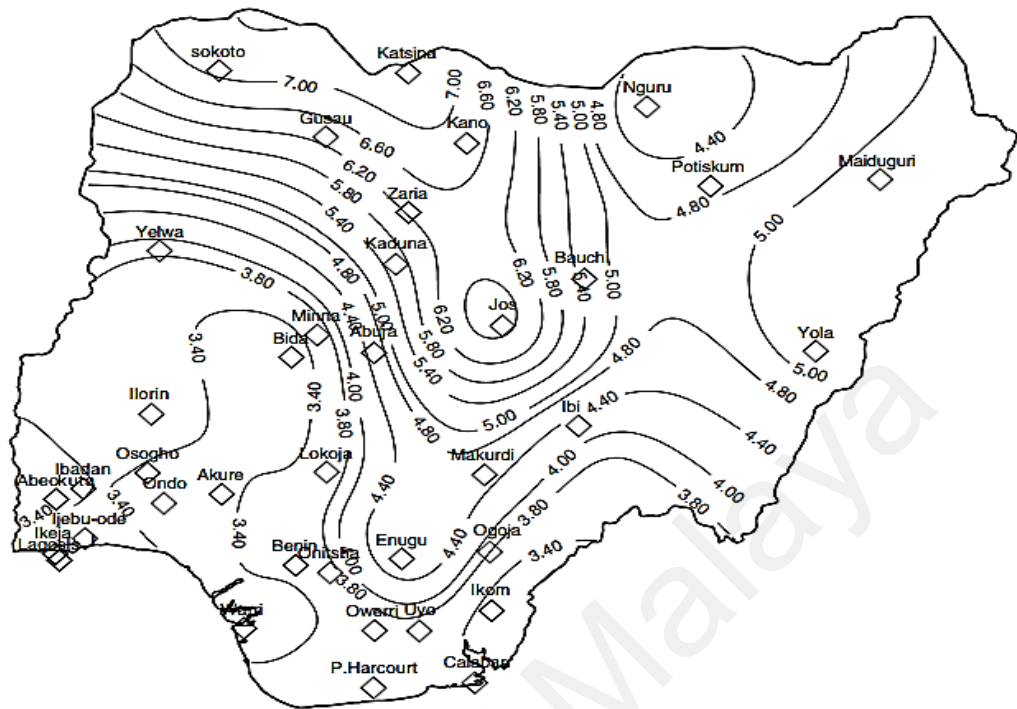 sokoto
Katsina
7.00
7.00
6.60
6.20
5.80
5.40
5.00
4.80
Nguru
4.40
Gusau
Kano
6.60
Potiskum
Maiduguri
6.20
5.80
Zaria
4.80
5.40
5.00
Yelwa
Kaduna
4.80
Bauchi
5.00
3.80
6.20
5.80
5.40
4.40
5.00
6.20
Jos
Minna
Abuja
Bida
5.80
4.80
Yola
3.40
4.00
5.40
5.00
3.40
4.80
Ilorin
3.80
4.80
5.00
Ibi
4.40
4.40
Osogho
Lokoja
Makurdi
4.00
Ibadan
Abeokuta
Akure
4.40
3.80
Ondo
3.40
3.40
4.00
3.80
Ijebu-ode
Ikeja
3.40
Ogoja
Enugu
4.40
3.40
Benin
Onitsha
3.80
Ikom
Warri
Owerri
Uyo
P.Harcourt
Calabar
Malaya